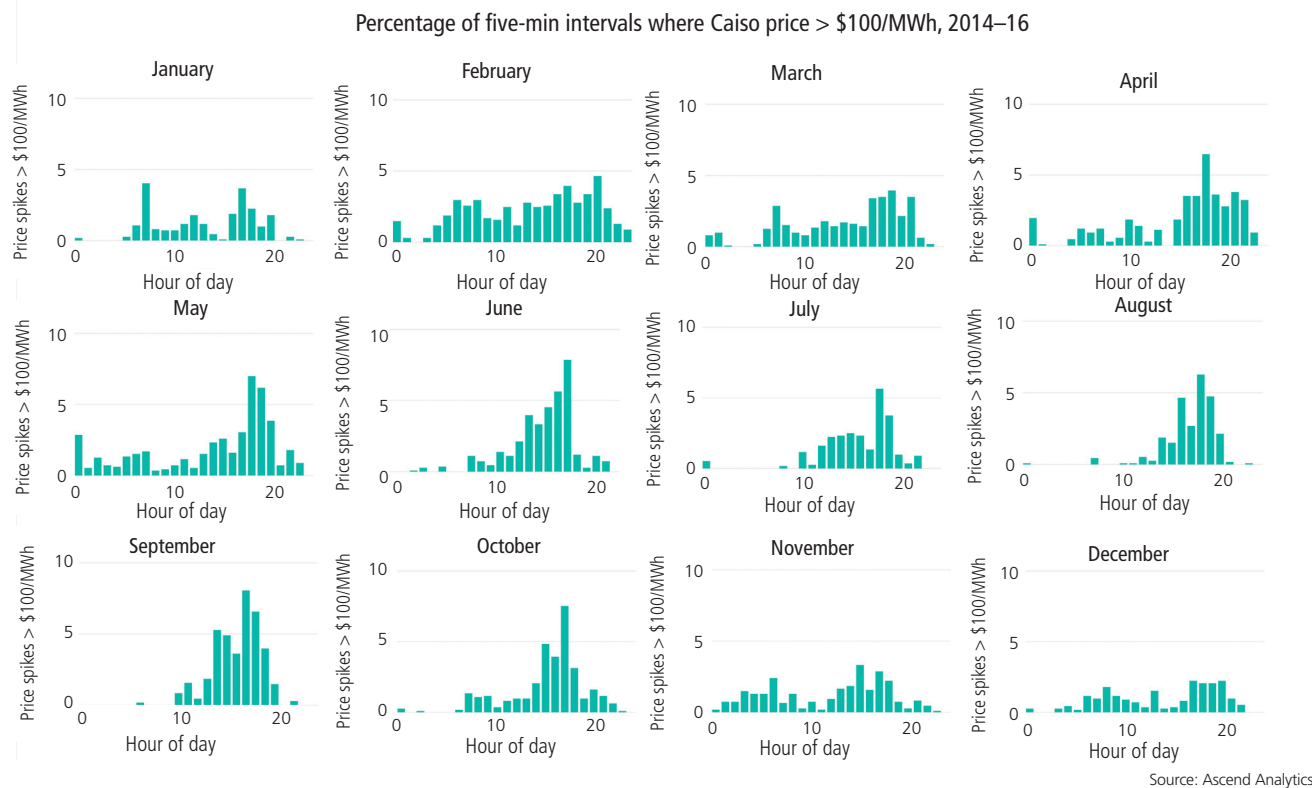 Percentage of five-min intervals where Caiso price > $100/MWh, 2014–16
January
Price spikes > $100/MWh
10
5
0
0
10
20
Hour of day
February
Price spikes > $100/MWh
10
5
0
0
10
20
Hour of day
March
Price spikes > $100/MWh
10
5
0
0
10
20
Hour of day
April
Price spikes > $100/MWh
10
5
0
0
10
20
Hour of day
May
Price spikes > $100/MWh
10
5
0
0
10
20
Hour of day
June
Price spikes > $100/MWh
10
5
0
0
10
20
Hour of day
July
Price spikes > $100/MWh
10
5
0
0
10
20
Hour of day
August
Price spikes > $100/MWh
10
5
0
0
10
20
Hour of day
September
Price spikes > $100/MWh
10
5
0
0
10
20
Hour of day
October
Price spikes > $100/MWh
10
5
0
0
10
20
Hour of day
November
Price spikes > $100/MWh
10
5
0
0
10
20
Hour of day
December
Price spikes > $100/MWh
10
5
0
0
10
20
Hour of day
Source: Ascend Analytics